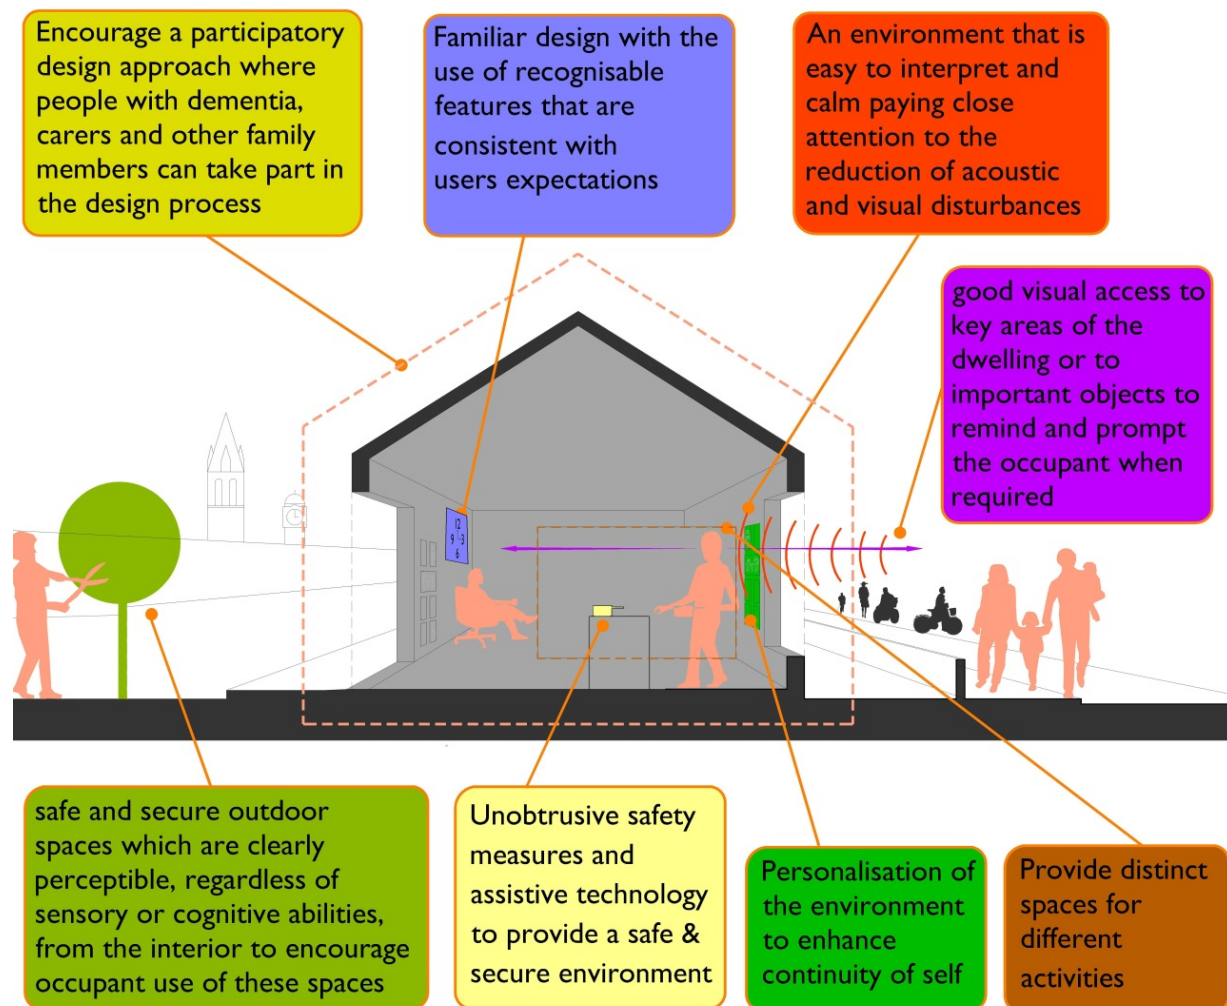 Encourage a participatory
design approach where
people with dementia,
carers and other family
members can take part in
the design process
Familiar design with the
use of recognisable
features that are
consistent with
users expectations
An environment that is
easy to interpret and
calm paying close
attention to the
reduction of acoustic
and visual disturbances
good visual access to
key areas of the
dwelling or to
important objects to
remind and prompt
the occupant when
required
12
9 3
6
safe and secure outdoor
spaces which are clearly
perceptible, regardless of
sensory or cognitive abilities,
from the interior to encourage
occupant use of these spaces
Unobtrusive safety
measures and
assistive technology
to provide a safe &
secure environment
Personalisation of
the environment
to enhance
continuity of self
Provide distinct
spaces for
different
activities